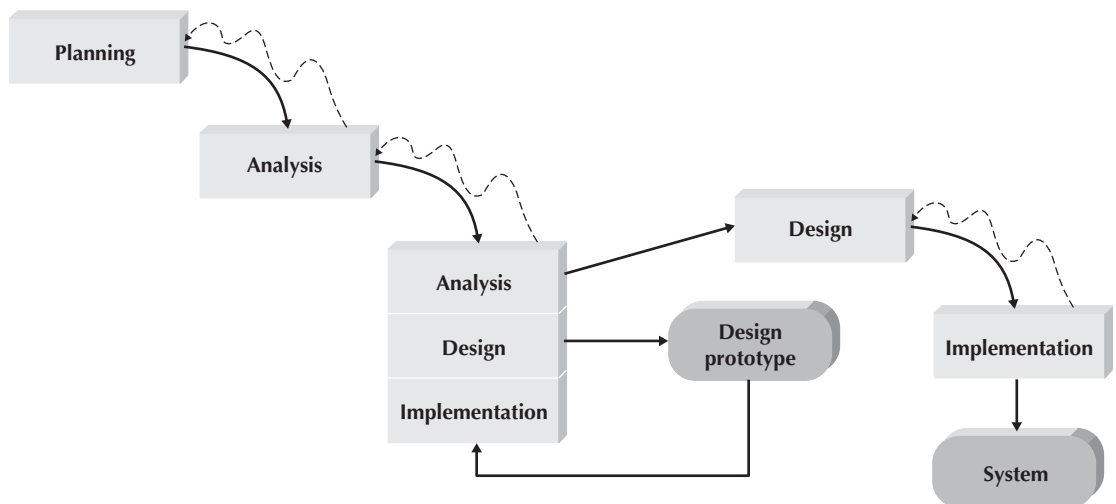 Planning
Analysis
Analysis
Design
Implementation
Design
prototype
Design
Implementation
System